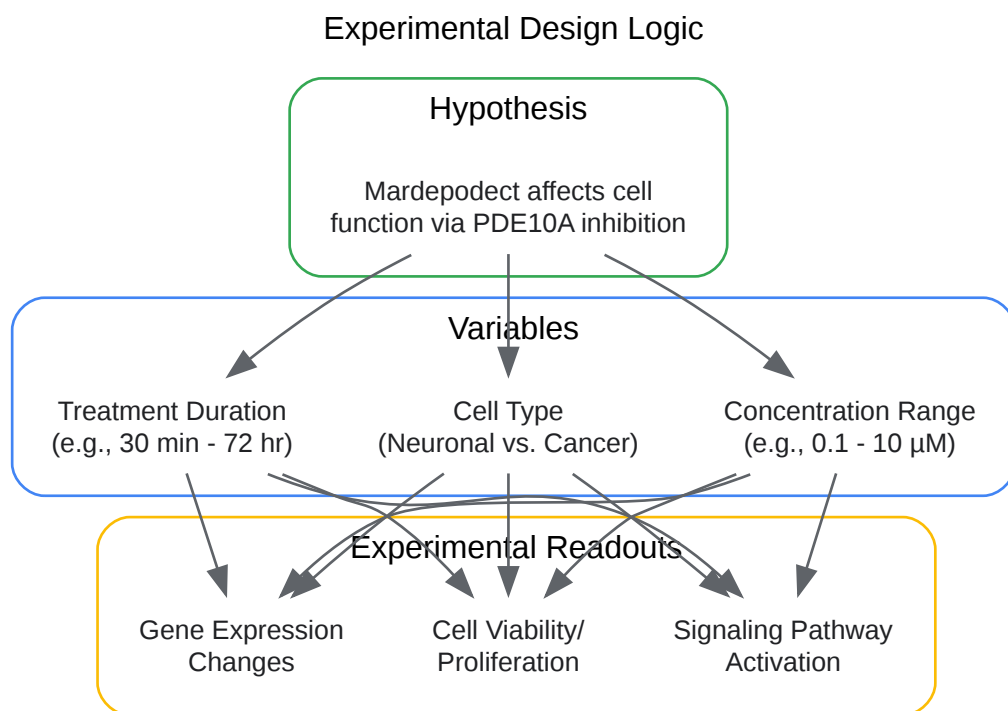 Experimental Design Logic
Hypothesis
Mardepodect affects cell
function via PDE10A inhibition
Variables
Treatment Duration
(e.g., 30 min - 72 hr)
Cell Type
(Neuronal vs. Cancer)
Concentration Range
(e.g., 0.1 - 10 µM)
Experimental Readouts
Gene Expression
Changes
Cell Viability/
Proliferation
Signaling Pathway
Activation